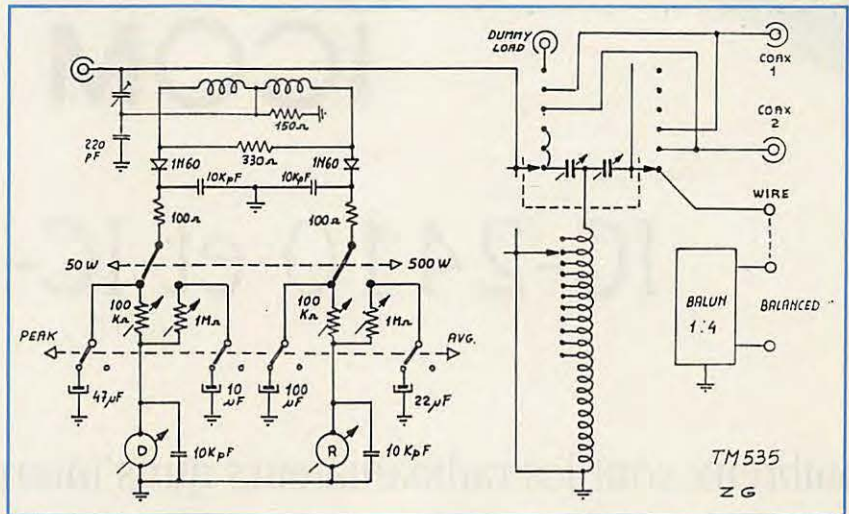 DUMMY
LOAD
COAX
1
COAX
2
150Ω
220
pF
330Ω
1N60
1N60
10KpF
10KpF
100Ω
100Ω
WIRE
50 W
500 W
100
KΩ
1MΩ
100
KΩ
1MΩ
BALUN
1:4
BALANCED
PEAK
AVG.
47µF
10
µF
100
µF
22µF
D
10KpF
R
10KpF
TM535
ZG